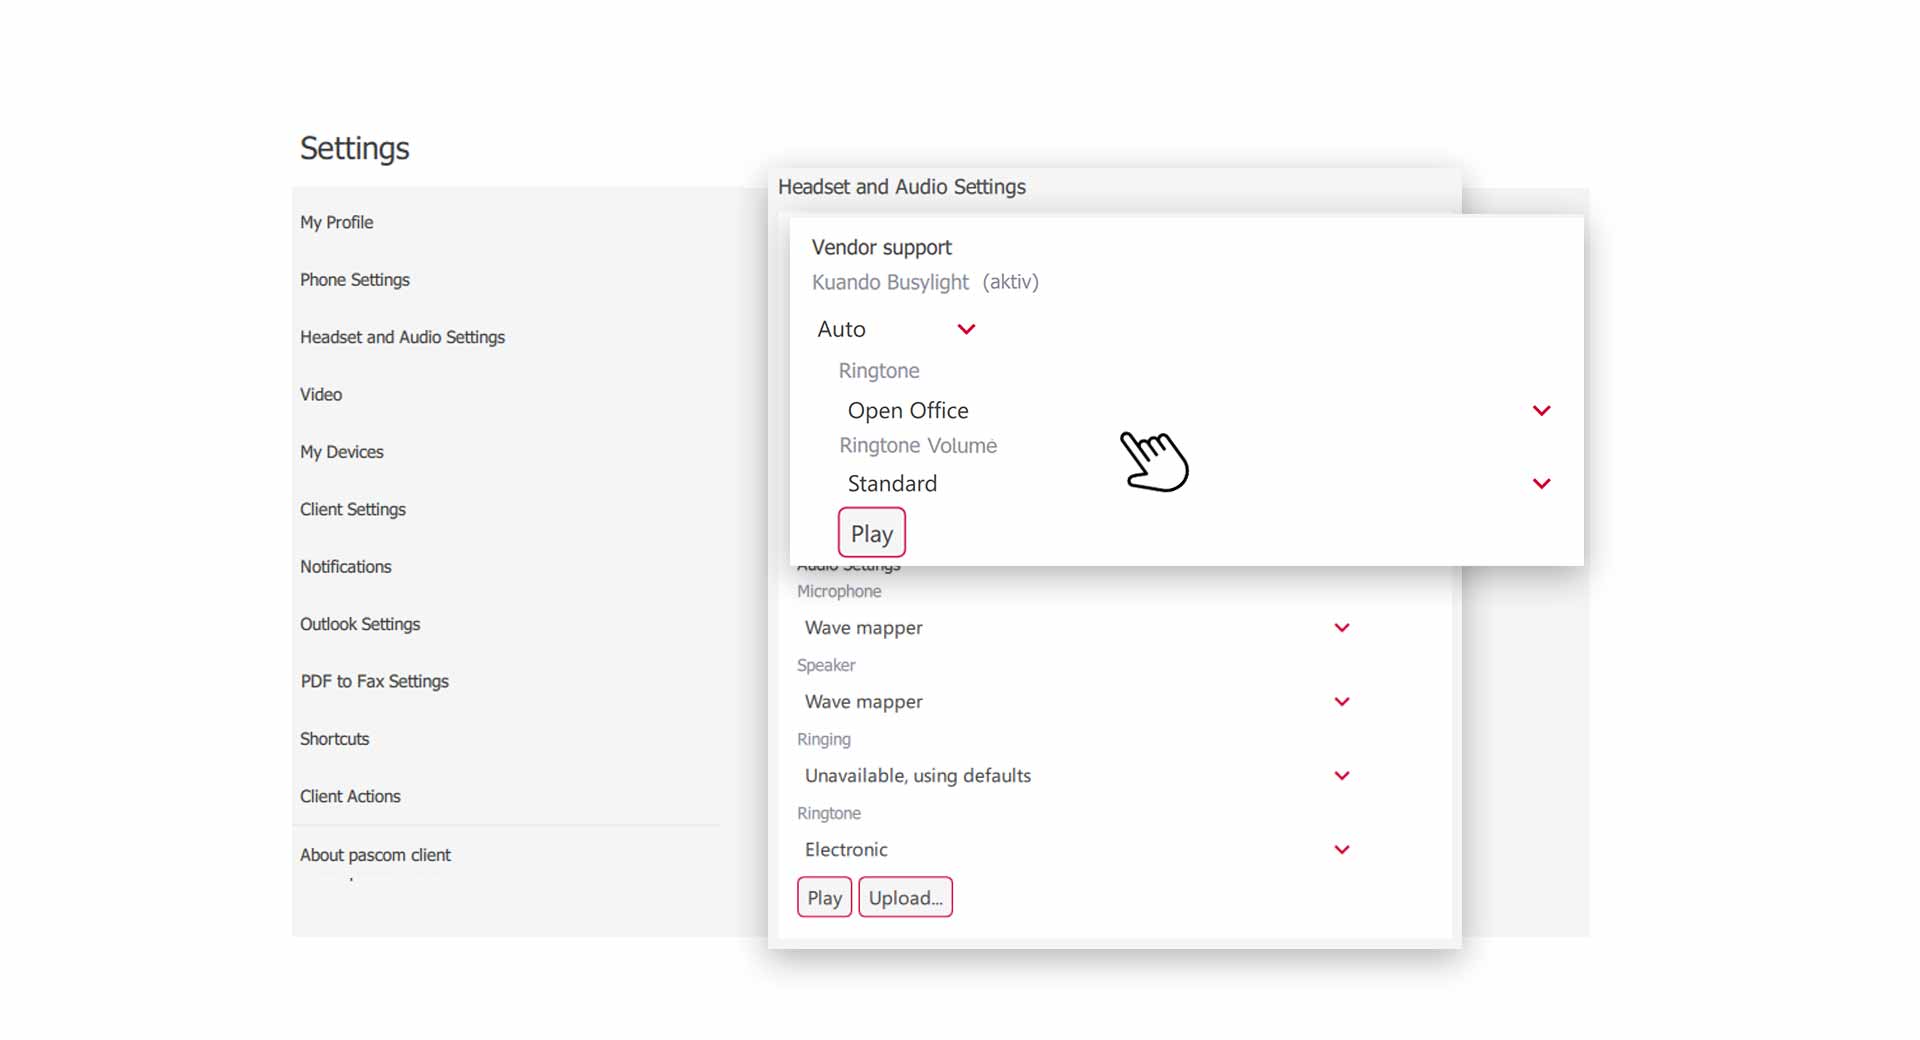 Settings
My Profile
Phone Settings
Headset and Audio Settings
Video
My Devices
Client Settings
Notifications
Outlook Settings
PDF to Fax Settings
Shortcuts
Client Actions
About pascom client
Headset and Audio Settings
Vendor support
Kuando Busylight (aktiv)
Auto
Ringtone
Open Office
Ringtone Volume
Standard
Play
Audio Settings
Microphone
Wave mapper
Speaker
Wave mapper
Ringing
Unavailable, using defaults
Ringtone
Electronic
Play Upload...